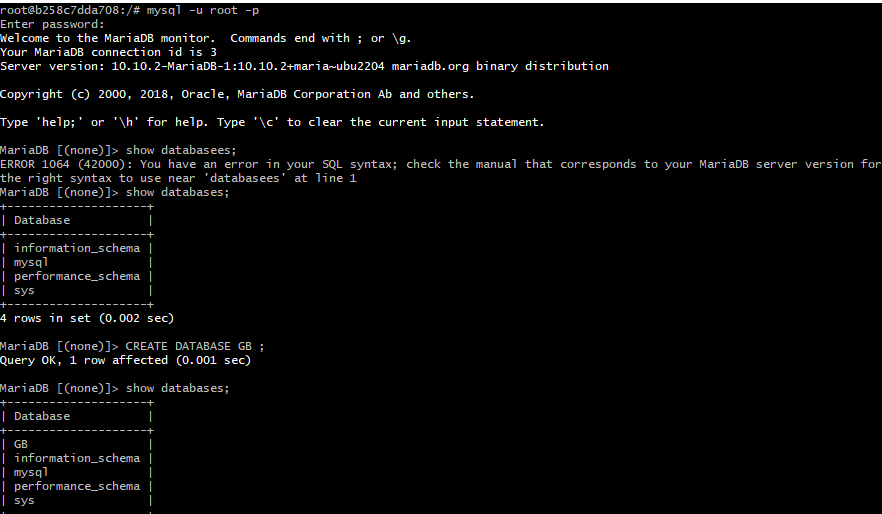 root@b258c7dda708:/# mysql -u root -p
Enter password:
Welcome to the MariaDB monitor.  Commands end with ; or \g.
Your MariaDB connection id is 3
Server version: 10.10.2-MariaDB-1:10.10.2+maria~ubu2204 mariadb.org binary distribution

Copyright (c) 2000, 2018, Oracle, MariaDB Corporation Ab and others.

Type 'help;' or '\h' for help. Type '\c' to clear the current input statement.

MariaDB [(none)]> show databasees;
ERROR 1064 (42000): You have an error in your SQL syntax; check the manual that corresponds to your MariaDB server version for
the right syntax to use near 'databasees' at line 1
MariaDB [(none)]> show databases;
+--------------------+
| Database           |
+--------------------+
| information_schema |
| mysql              |
| performance_schema |
| sys                |
+--------------------+
4 rows in set (0.002 sec)

MariaDB [(none)]> CREATE DATABASE GB ;
Query OK, 1 row affected (0.001 sec)

MariaDB [(none)]> show databases;
+--------------------+
| Database           |
+--------------------+
| GB                 |
| information_schema |
| mysql              |
| performance_schema |
| sys                |